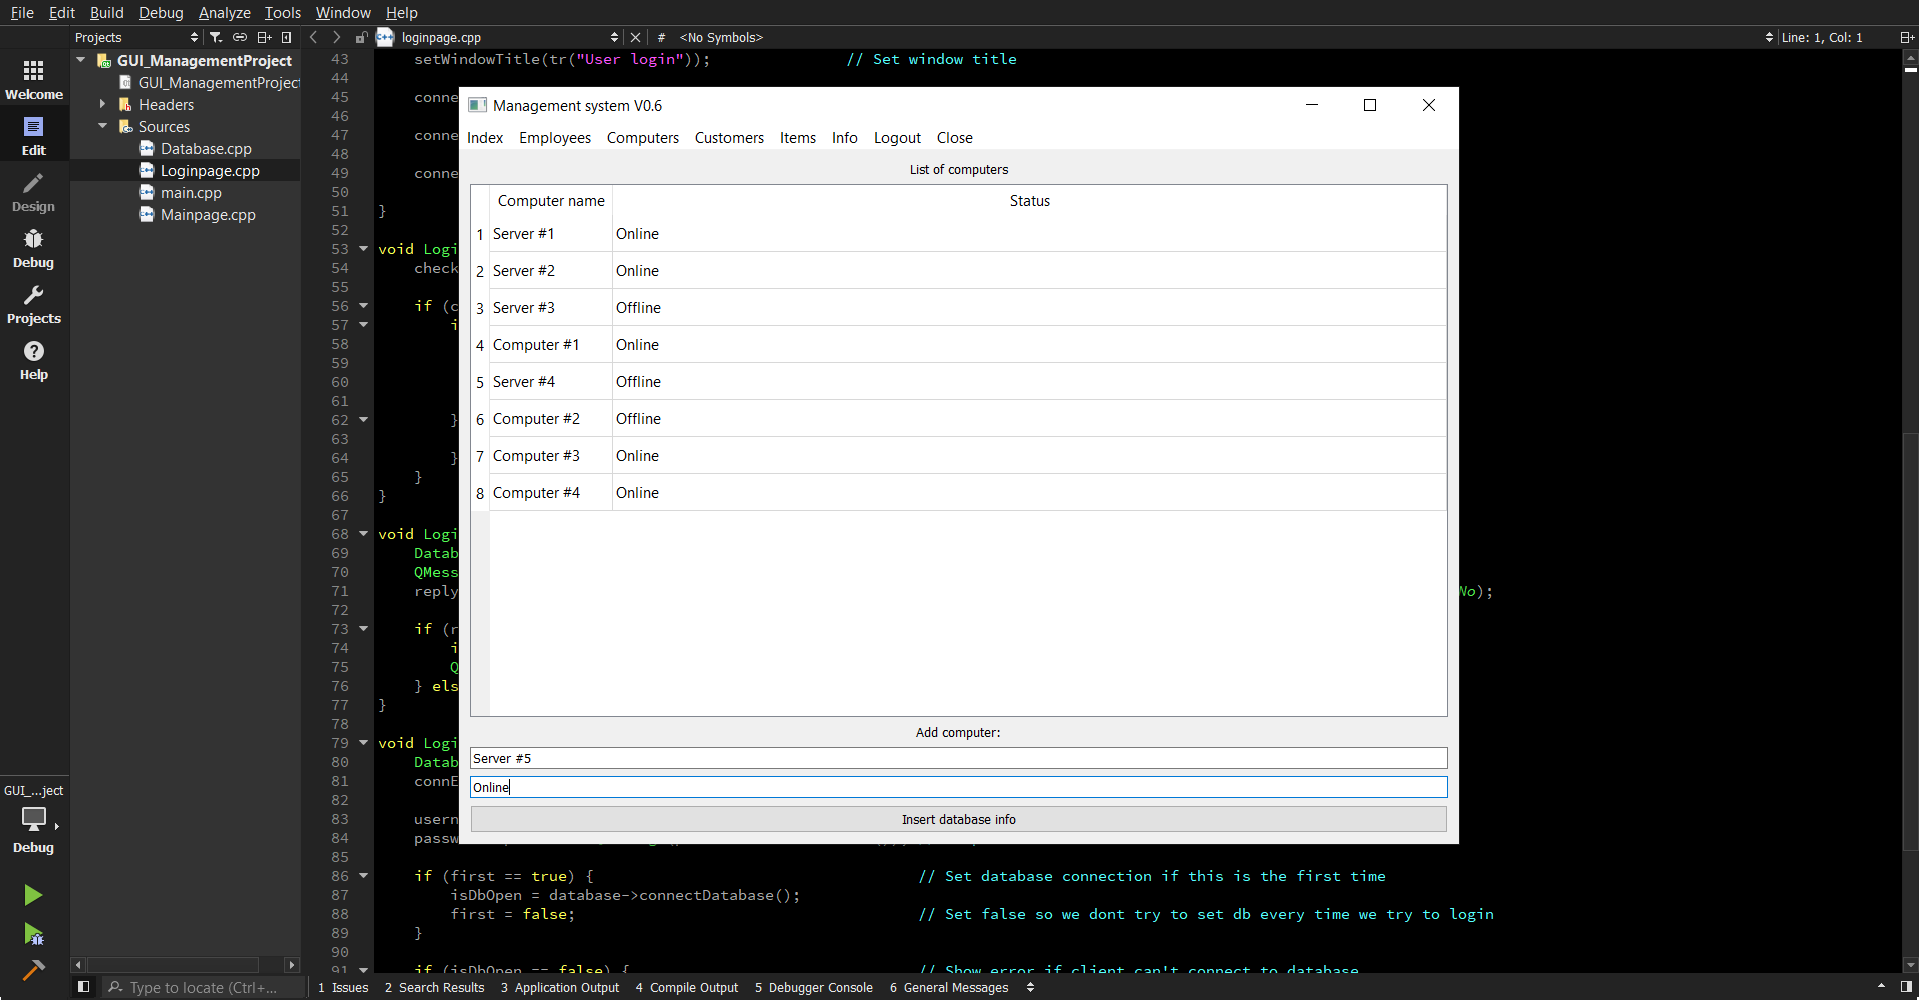 File Edit Build Debug Analyze Tools Window Help
Projects
loginpage.cpp
# <No Symbols>
Line: 1, Col: 1
Welcome
Edit
Design
Debug
Projects
Help
GUI_ManagementProject
GUI_ManagementProject
Headers
Sources
Database.cpp
Loginpage.cpp
main.cpp
Mainpage.cpp
43 setWindowTitle(tr("User login")); // Set window title
44
45 conne
46
47 conne
48
49 conne
50
51 }
52
53 void Logi
54 check
55
56 if (c
57 i
58
59
60
61
62 }
63
64 }
65 }
66 }
67
68 void Logi
69 Datab
70 QMess
71 reply No);
72
73 if (r
74 i
75 Q
76 } els
77 }
78
79 void Logi
80 Datab
81 connE
82
83 usern
84 passw
85
86 if (first == true) { // Set database connection if this is the first time
87 isDbOpen = database->connectDatabase();
88 first = false; // Set false so we dont try to set db every time we try to login
89 }
90
91 if (isDbOpen == false) { // Show error if client can't connect to database
Management system V0.6
Index Employees Computers Customers Items Info Logout Close
List of computers
Computer name Status
1 Server #1 Online
2 Server #2 Online
3 Server #3 Offline
4 Computer #1 Online
5 Server #4 Offline
6 Computer #2 Offline
7 Computer #3 Online
8 Computer #4 Online
Add computer:
Server #5
Online
Insert database info
GUI_...ject
Debug
Type to locate (Ctrl+...
1 Issues 2 Search Results 3 Application Output 4 Compile Output 5 Debugger Console 6 General Messages